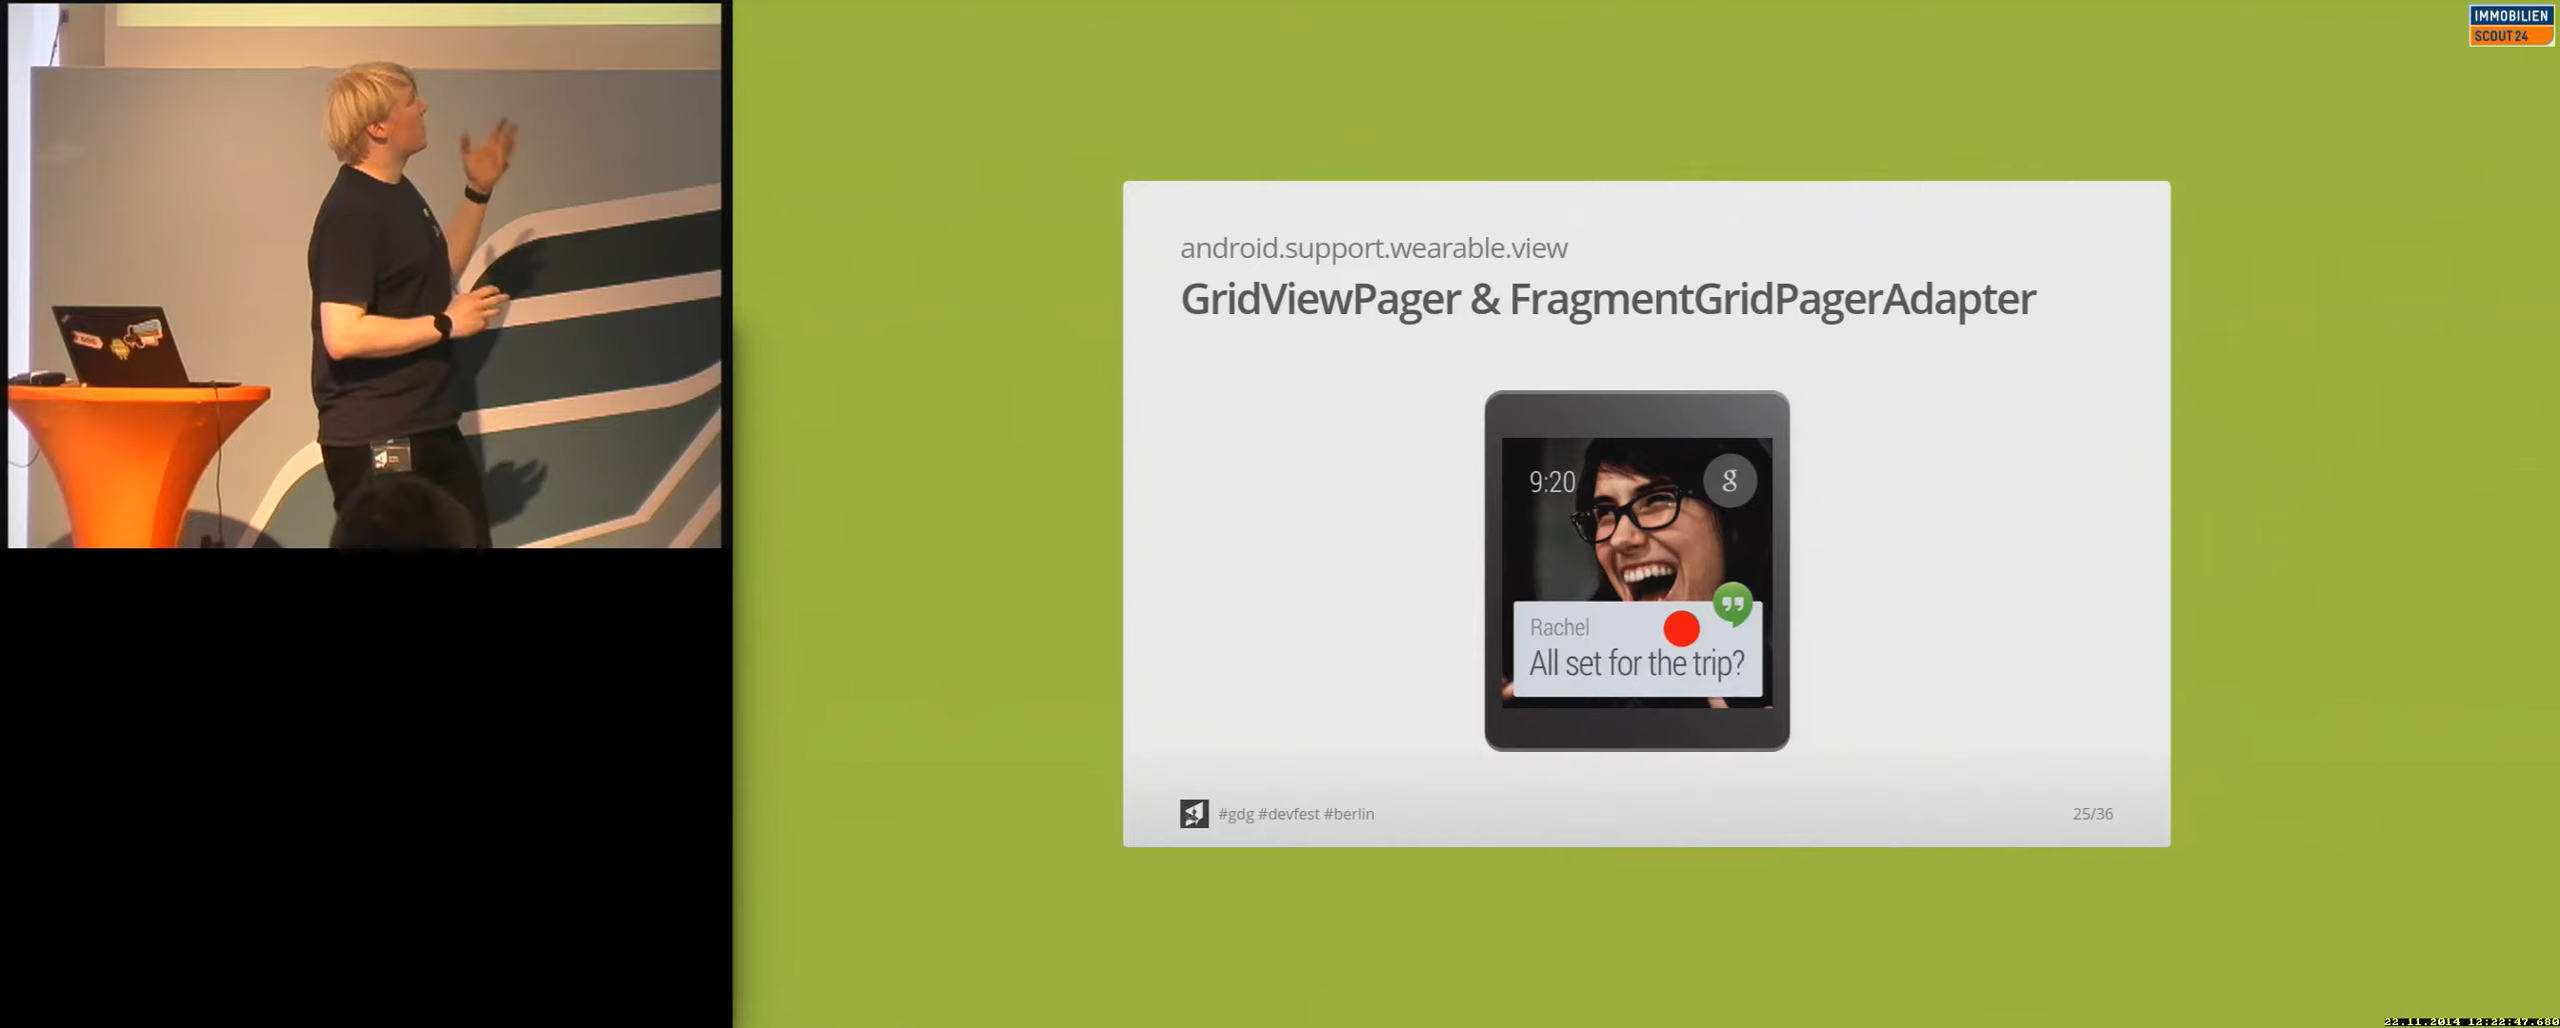 IMMOBILIEN
SCOUT24
android.support.wearable.view
GridViewPager & FragmentGridPagerAdapter
9:20
g
Rachel
All set for the trip?
#gdg #devfest #berlin
25/36
22.11.2014 12:22:47.680